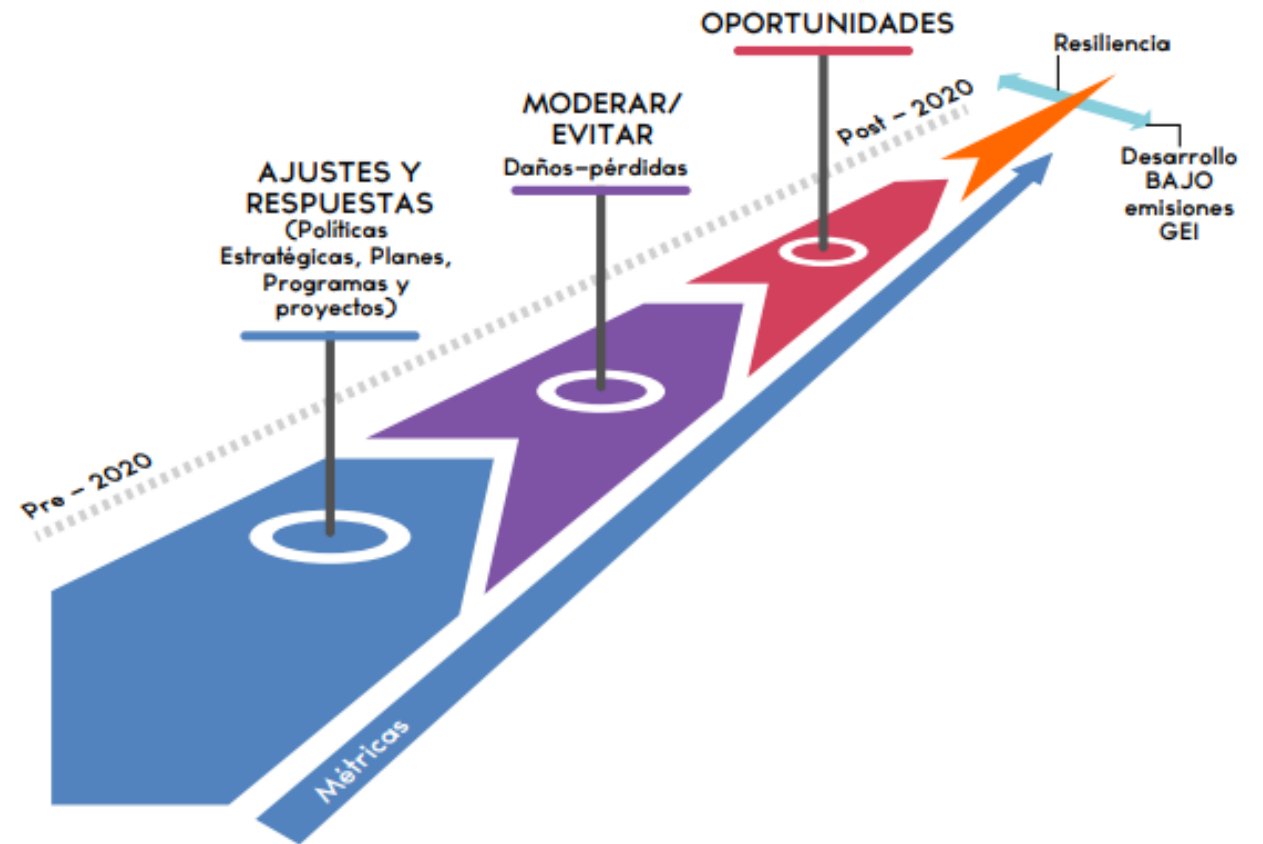 OPORTUNIDADES
Resiliencia
MODERAR/
EVITAR
Daños-pérdidas
Post - 2020
Desarrollo
BAJO
emisiones
GEI
AJUSTES Y
RESPUESTAS
(Políticas
Estratégicas, Planes,
Programas y
proyectos)
Pre - 2020
Métricas